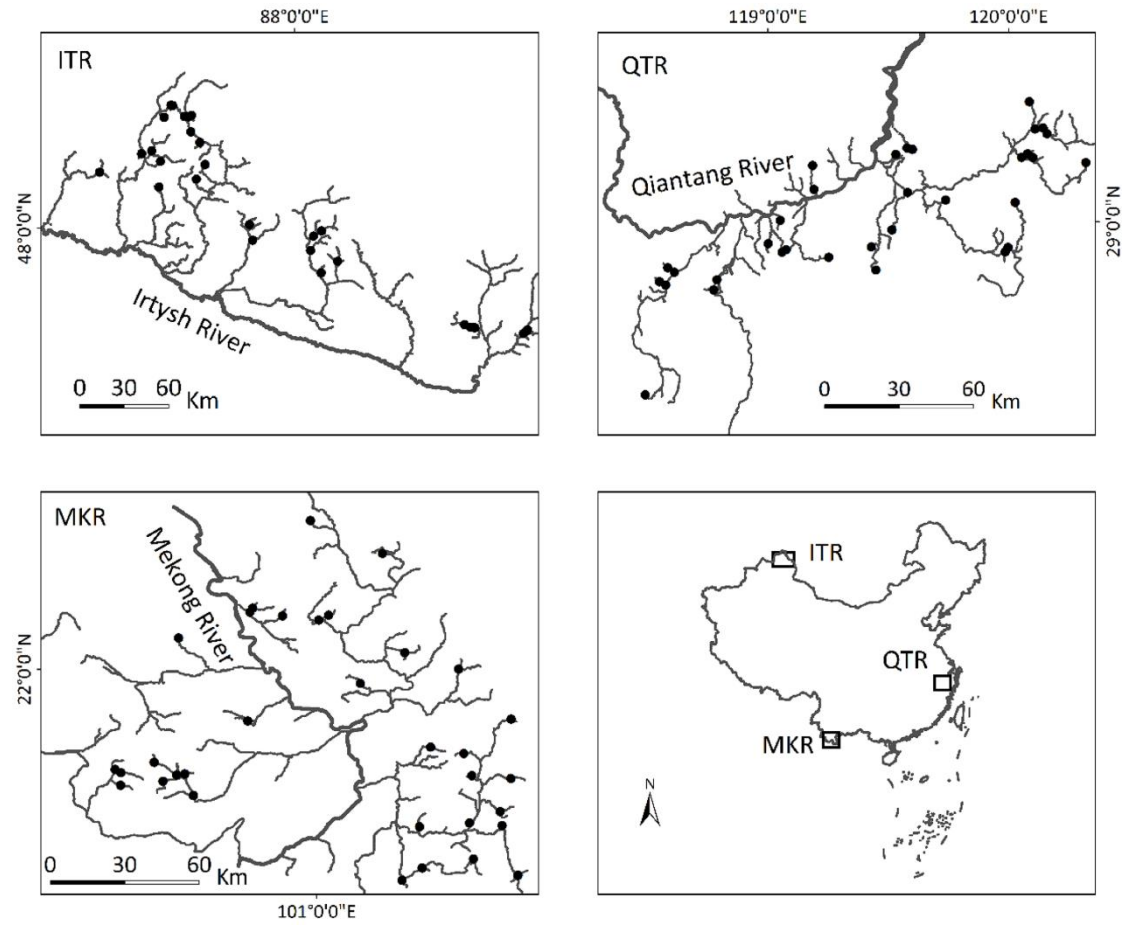 88°0'0"E
119°0'0"E
120°0'0"E
ITR
QTR
Qiantang River
48°0'0"N
29°0'0"N
Irtysh River
0 30 60 Km
0 30 60 Km
MKR
Mekong River
ITR
QTR
22°0'0"N
MKR
N
0 30 60 Km
101°0'0"E